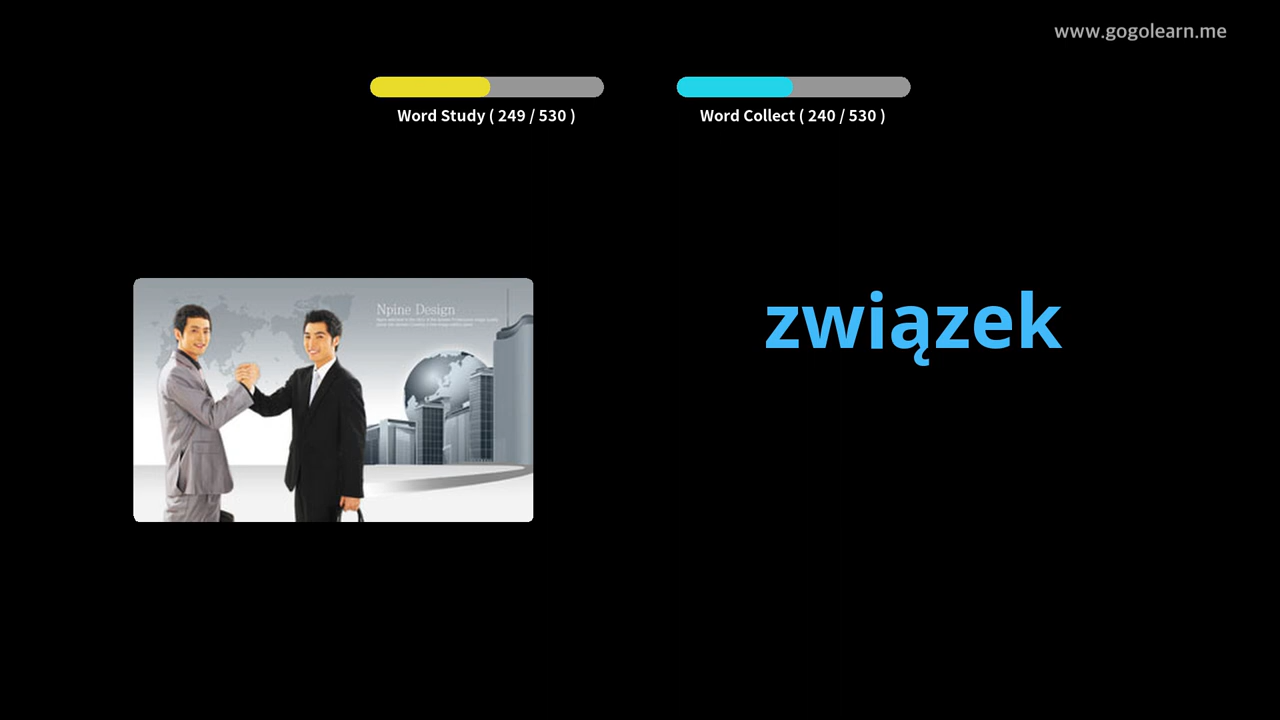 www.gogolearn.me
Word Study ( 249 / 530 )
Word Collect ( 240 / 530 )
Npine Design
związek